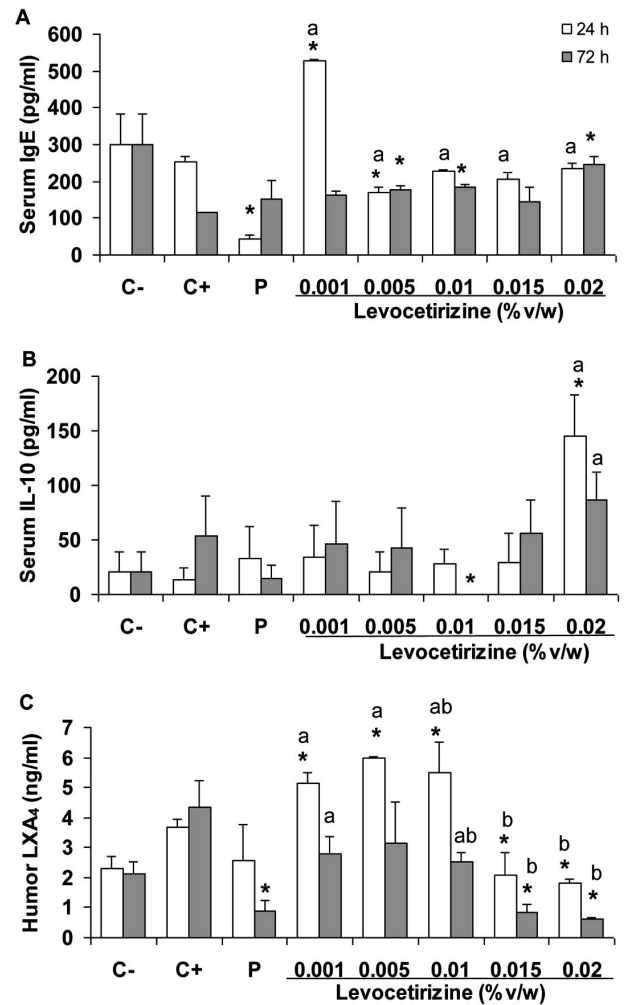 A
24 h
72 h
Serum IgE (pg/ml)
600
500
400
300
200
100
0
a
*
*
a
*
*
a
*
a
a
*
C- C+ P 0.001 0.005 0.01 0.015 0.02
Levocetirizine (% v/w)
B
Serum IL-10 (pg/ml)
200
150
100
50
0
a
*
a
*
C- C+ P 0.001 0.005 0.01 0.015 0.02
Levocetirizine (% v/w)
C
Humor LXA₄ (ng/ml)
7
6
5
4
3
2
1
0
*
a
*
a
a
*
ab
*
ab
b
*
b
*
b
*
b
*
C- C+ P 0.001 0.005 0.01 0.015 0.02
Levocetirizine (% v/w)